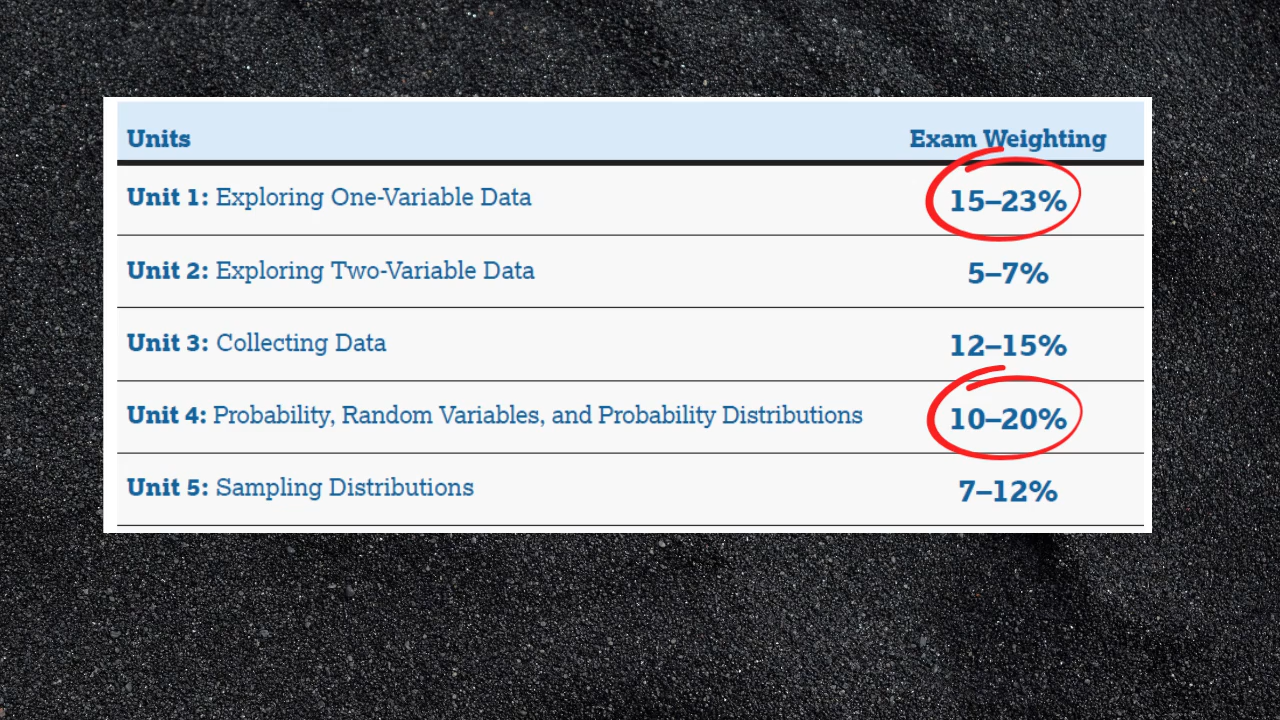 Units Exam Weighting
Unit 1: Exploring One-Variable Data 15–23%
Unit 2: Exploring Two-Variable Data 5–7%
Unit 3: Collecting Data 12–15%
Unit 4: Probability, Random Variables, and Probability Distributions 10–20%
Unit 5: Sampling Distributions 7–12%